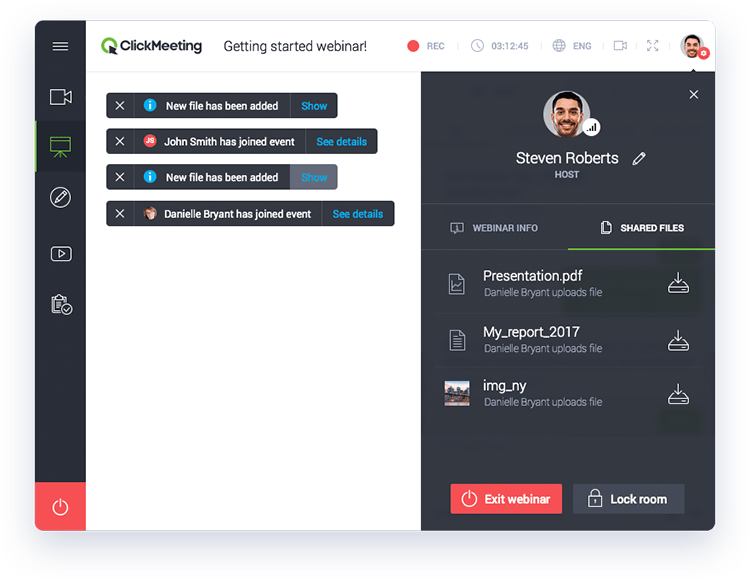 ClickMeeting
Getting started webinar!
REC
03:12:45
ENG
New file has been added
Show
JS
John Smith has joined event
See details
New file has been added
Show
Danielle Bryant has joined event
See details
Steven Roberts
HOST
WEBINAR INFO
SHARED FILES
Presentation.pdf
Danielle Bryant uploads file
My_report_2017
Danielle Bryant uploads file
img_ny
Danielle Bryant uploads file
Exit webinar
Lock room